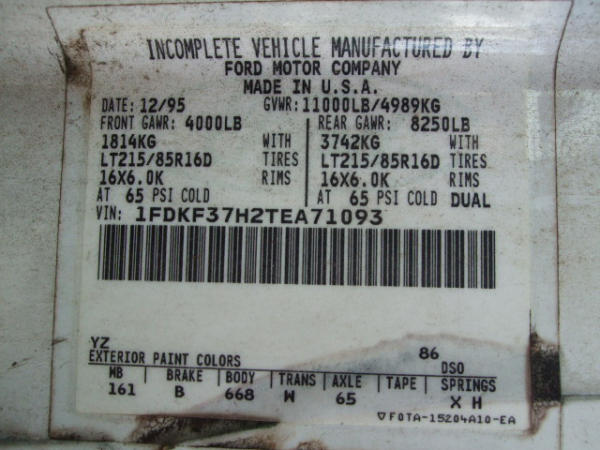 INCOMPLETE VEHICLE MANUFACTURED BY
FORD MOTOR COMPANY
MADE IN U.S.A.
DATE: 12/95 GVWR: 11000LB/4989KG
FRONT GAWR: 4000LB REAR GAWR: 8250LB
1814KG WITH 3742KG WITH
LT215/85R16D TIRES LT215/85R16D TIRES
16X6.0K RIMS 16X6.0K RIMS
AT 65 PSI COLD AT 65 PSI COLD DUAL
VIN: 1FDKF37H2TEA71093
YZ 86
EXTERIOR PAINT COLORS DSO
WB BRAKE BODY TRANS AXLE TAPE SPRINGS
161 B 668 W 65 X H
▽F0TA-15204A10-EA